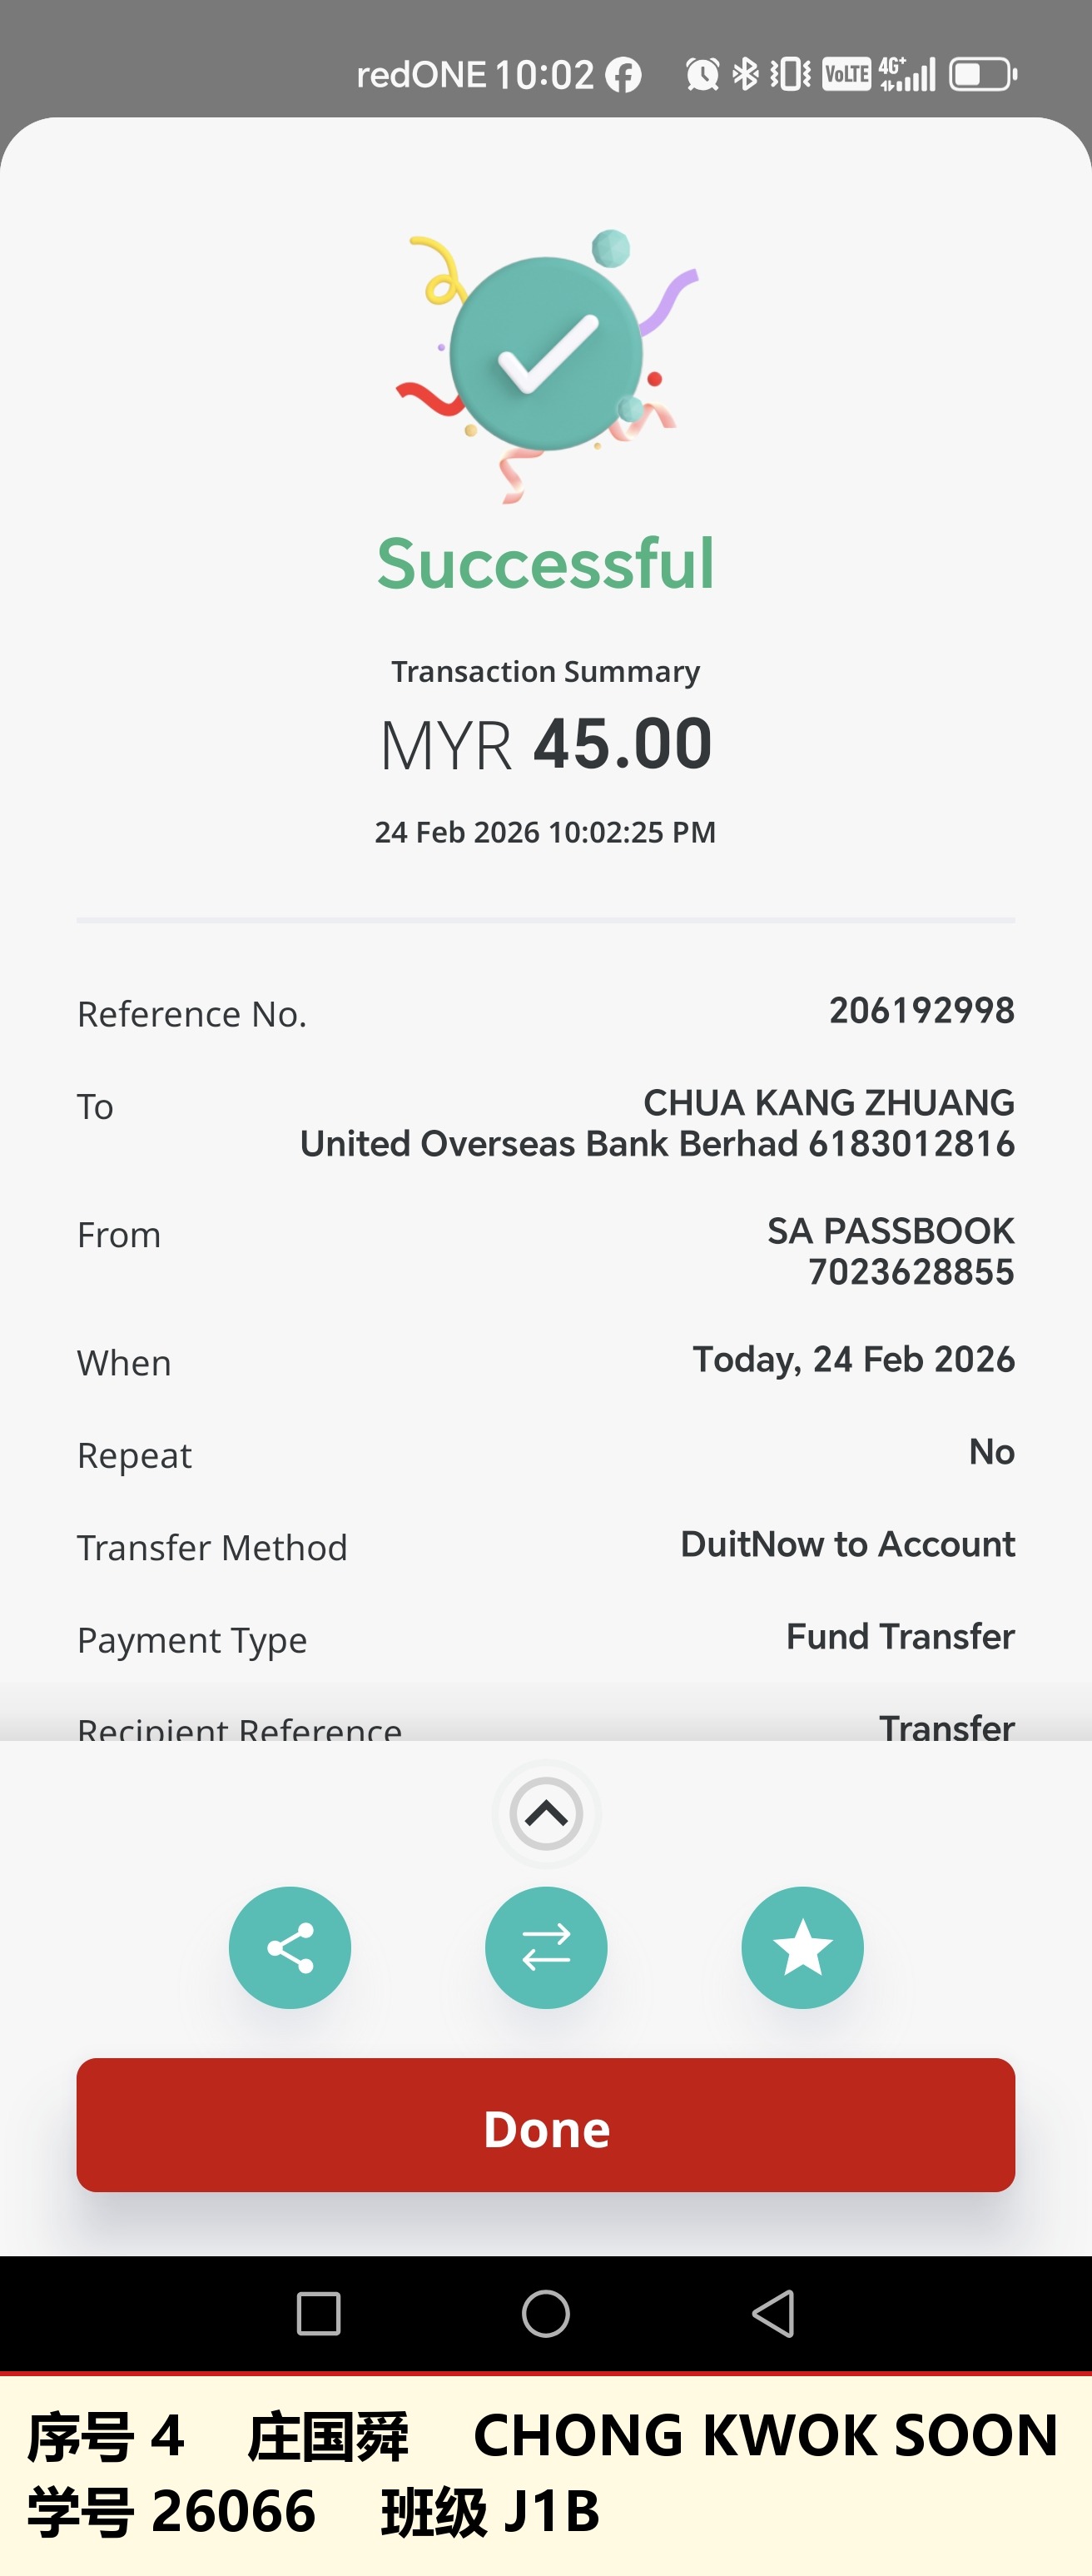 redONE 10:02 VoLTE 4G+
Successful
Transaction Summary
MYR 45.00
24 Feb 2026 10:02:25 PM
Reference No. 206192998
To CHUA KANG ZHUANG
United Overseas Bank Berhad 6183012816
From SA PASSBOOK
7023628855
When Today, 24 Feb 2026
Repeat No
Transfer Method DuitNow to Account
Payment Type Fund Transfer
Recipient Reference Transfer
Done
序号 4 庄国舜 CHONG KWOK SOON
学号 26066 班级 J1B